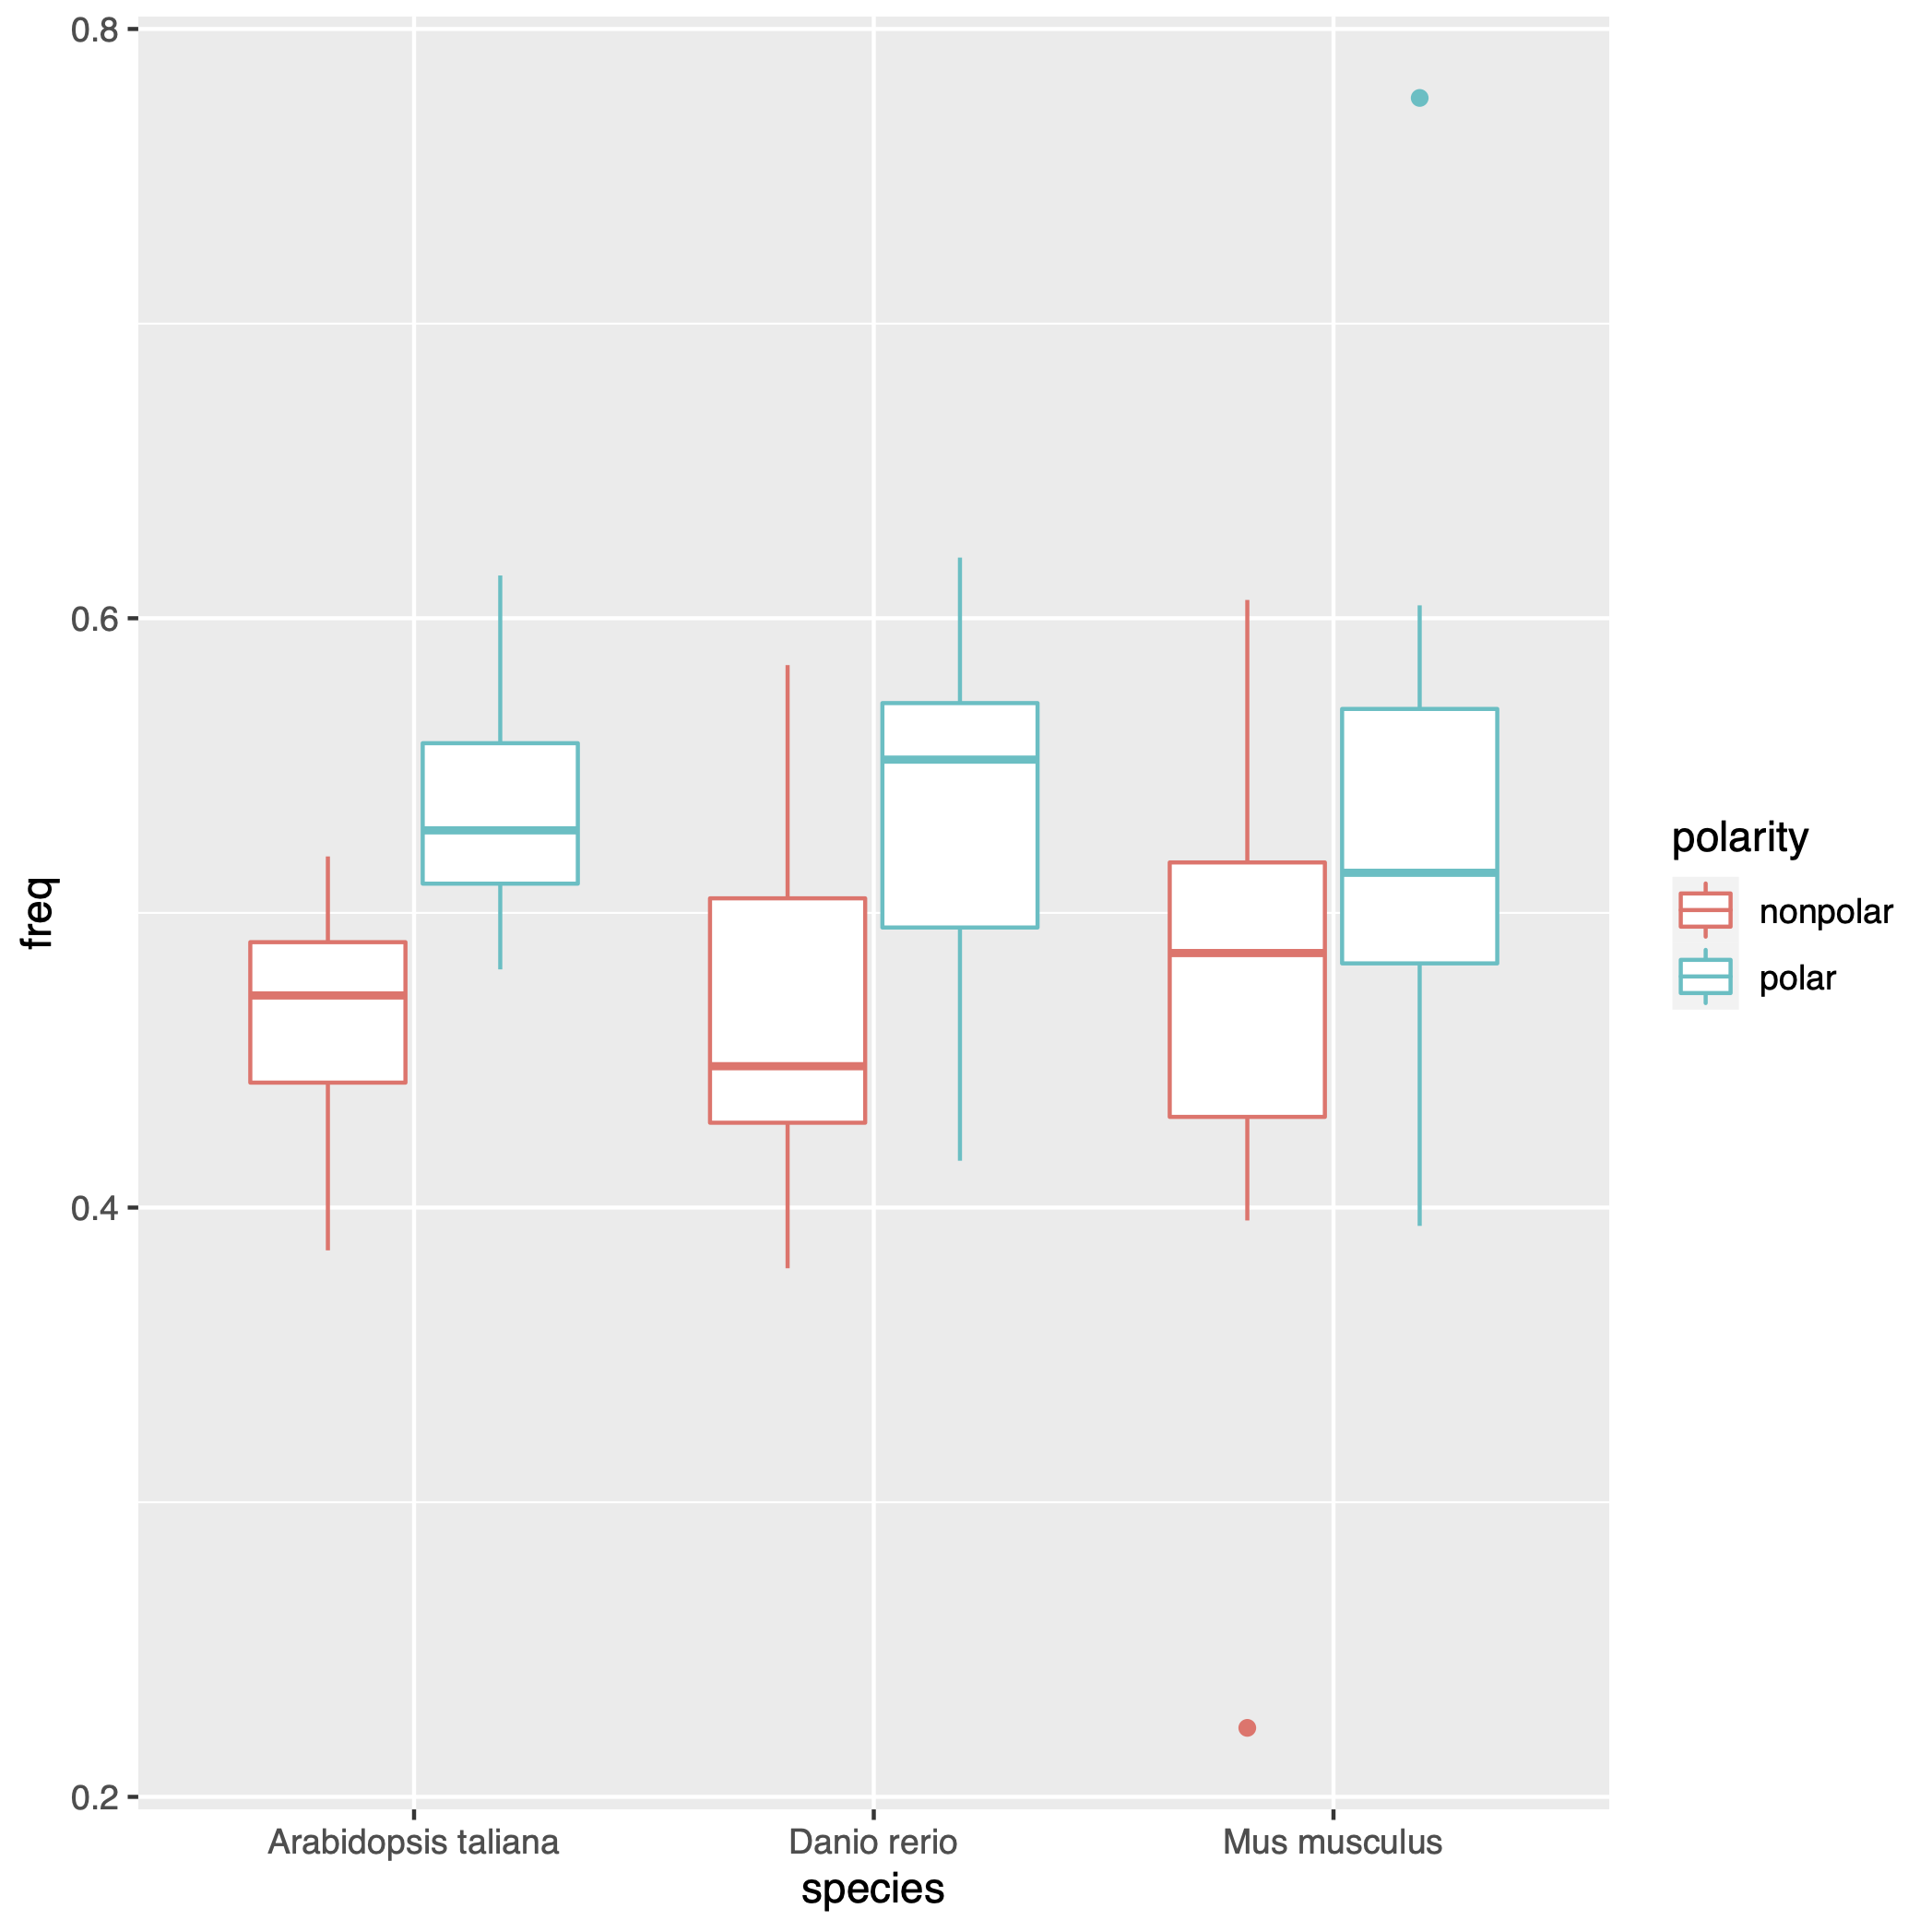 0.8
0.6
0.4
0.2
freq
Arabidopsis taliana
Danio rerio
Mus musculus
species
polarity
nonpolar
polar